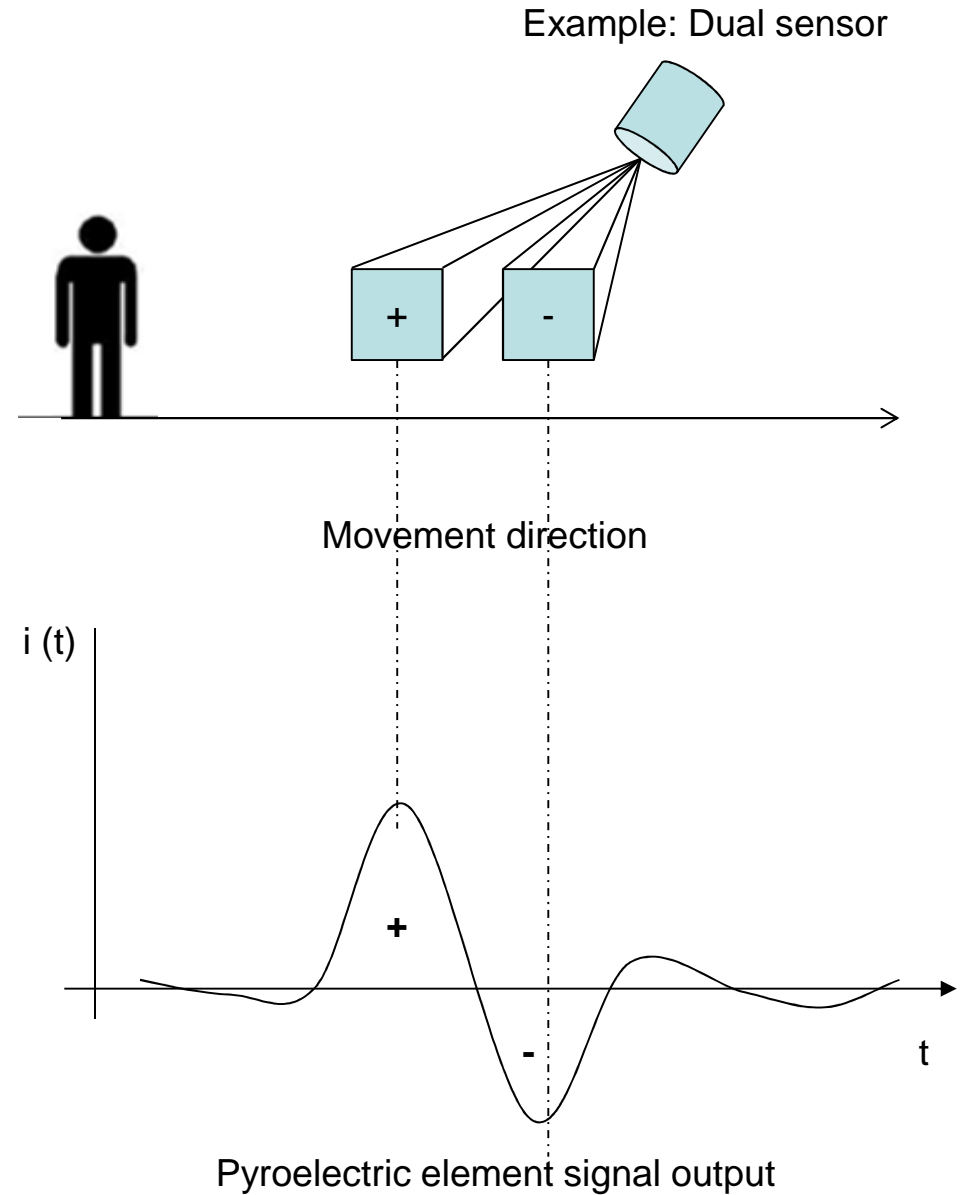 Example: Dual sensor
+ -
Movement direction
i (t)
+
-
t
Pyroelectric element signal output